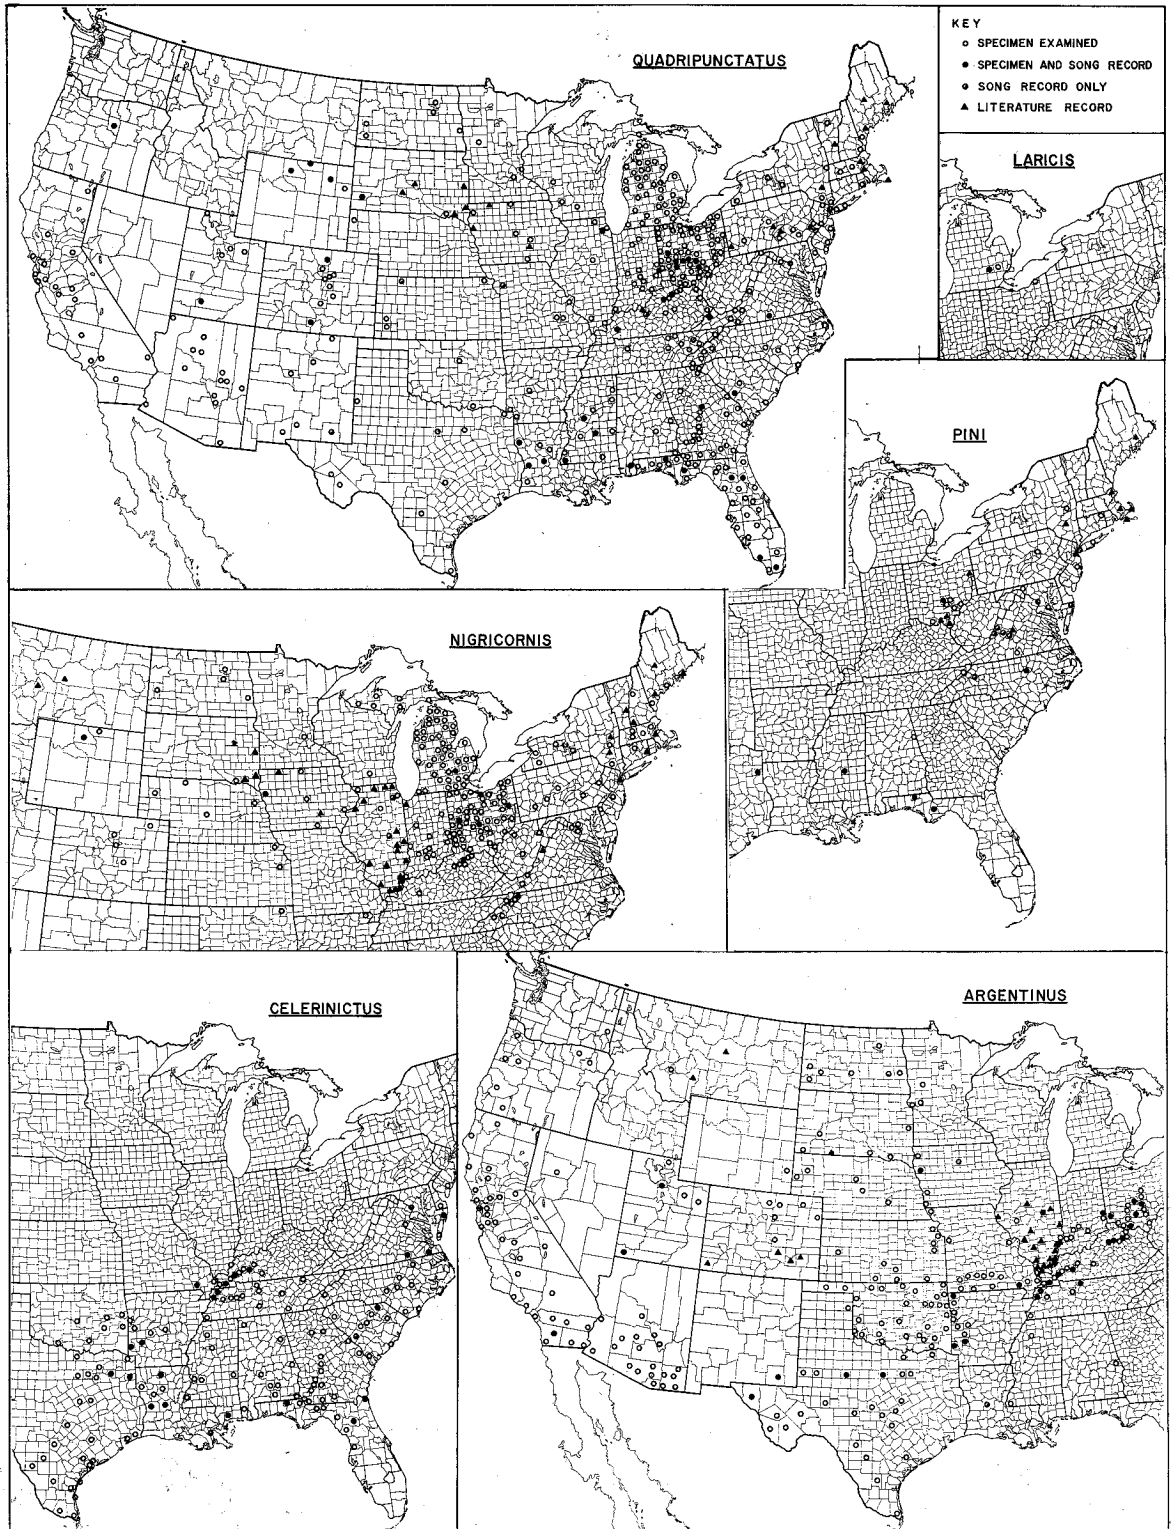 QUADRIPUNCTATUS
KEY
SPECIMEN EXAMINED
SPECIMEN AND SONG RECORD
SONG RECORD ONLY
LITERATURE RECORD
LARICIS
PINI
NIGRICORNIS
CELERINICTUS
ARGENTINUS